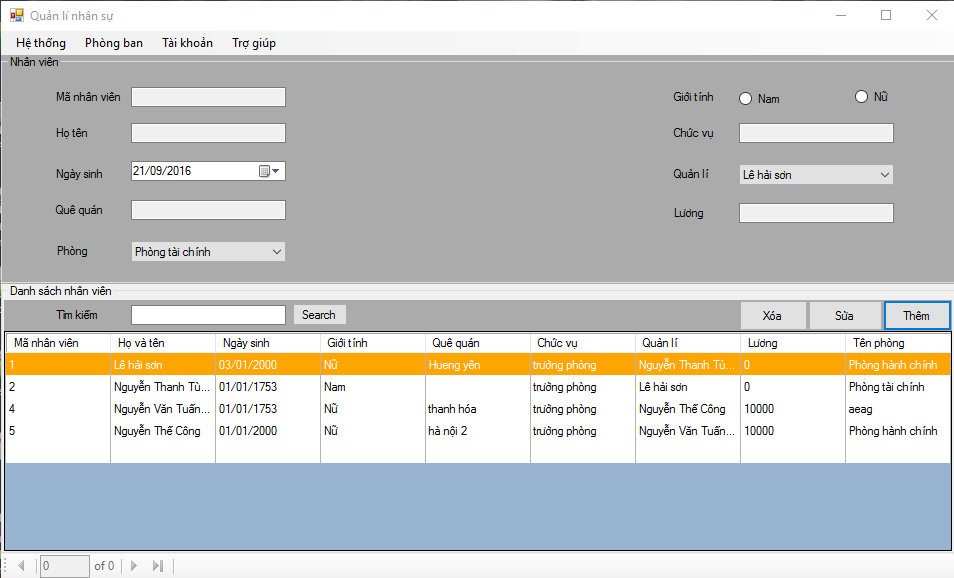 Quản lí nhân sự
Hệ thống Phòng ban Tài khoản Trợ giúp
Nhân viên
Mã nhân viên Giới tính Nam Nữ
Họ tên Chức vụ
Ngày sinh 21/09/2016 Quản lí Lê hải sơn
Quê quán Lương
Phòng Phòng tài chính
Danh sách nhân viên
Tìm kiếm Search Xóa Sửa Thêm
Mã nhân viên Họ và tên Ngày sinh Giới tính Quê quán Chức vụ Quản lí Lương Tên phòng
1 Lê hải sơn 03/01/2000 Nữ Hueng yên trưởng phòng Nguyễn Thanh Tù... 0 Phòng hành chính
2 Nguyễn Thanh Tù... 01/01/1753 Nam trưởng phòng Lê hải sơn 0 Phòng tài chính
4 Nguyễn Văn Tuấn... 01/01/1753 Nữ thanh hóa trưởng phòng Nguyễn Thế Công 10000 aeag
5 Nguyễn Thế Công 01/01/2000 Nữ hà nội 2 trưởng phòng Nguyễn Văn Tuấn... 10000 Phòng hành chính
0 of 0